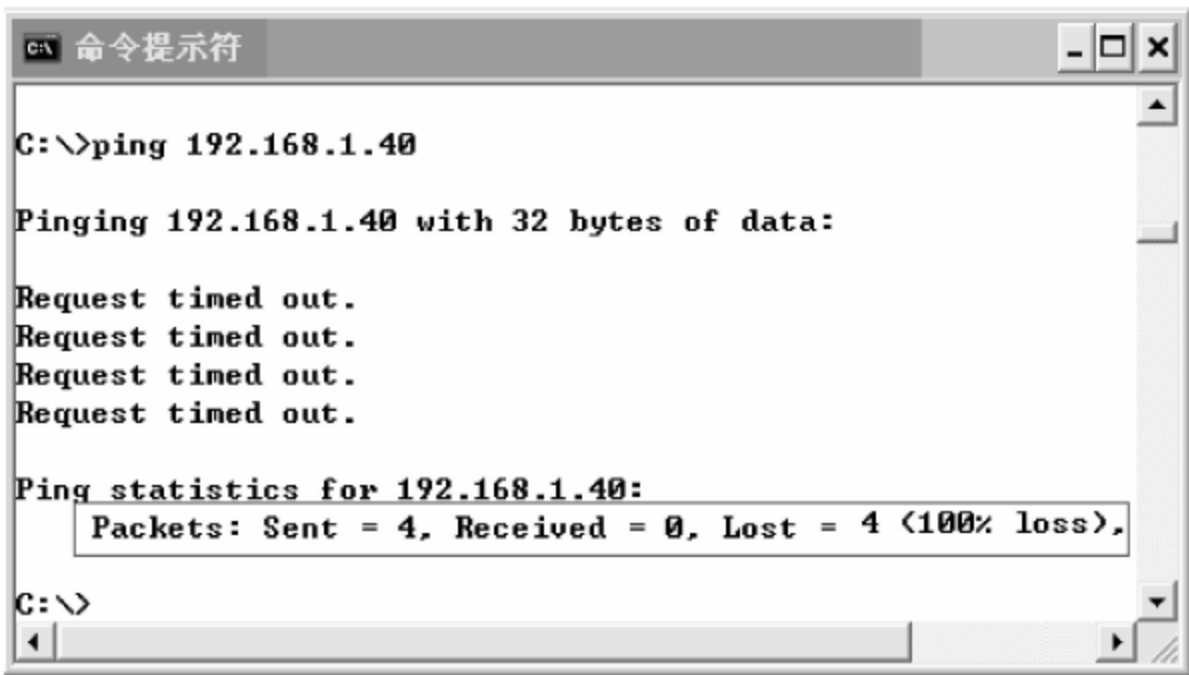 命令提示符
C:\>ping 192.168.1.40
Pinging 192.168.1.40 with 32 bytes of data:
Request timed out.
Request timed out.
Request timed out.
Request timed out.
Ping statistics for 192.168.1.40:
Packets: Sent = 4, Received = 0, Lost = 4 (100% loss),
C:\>